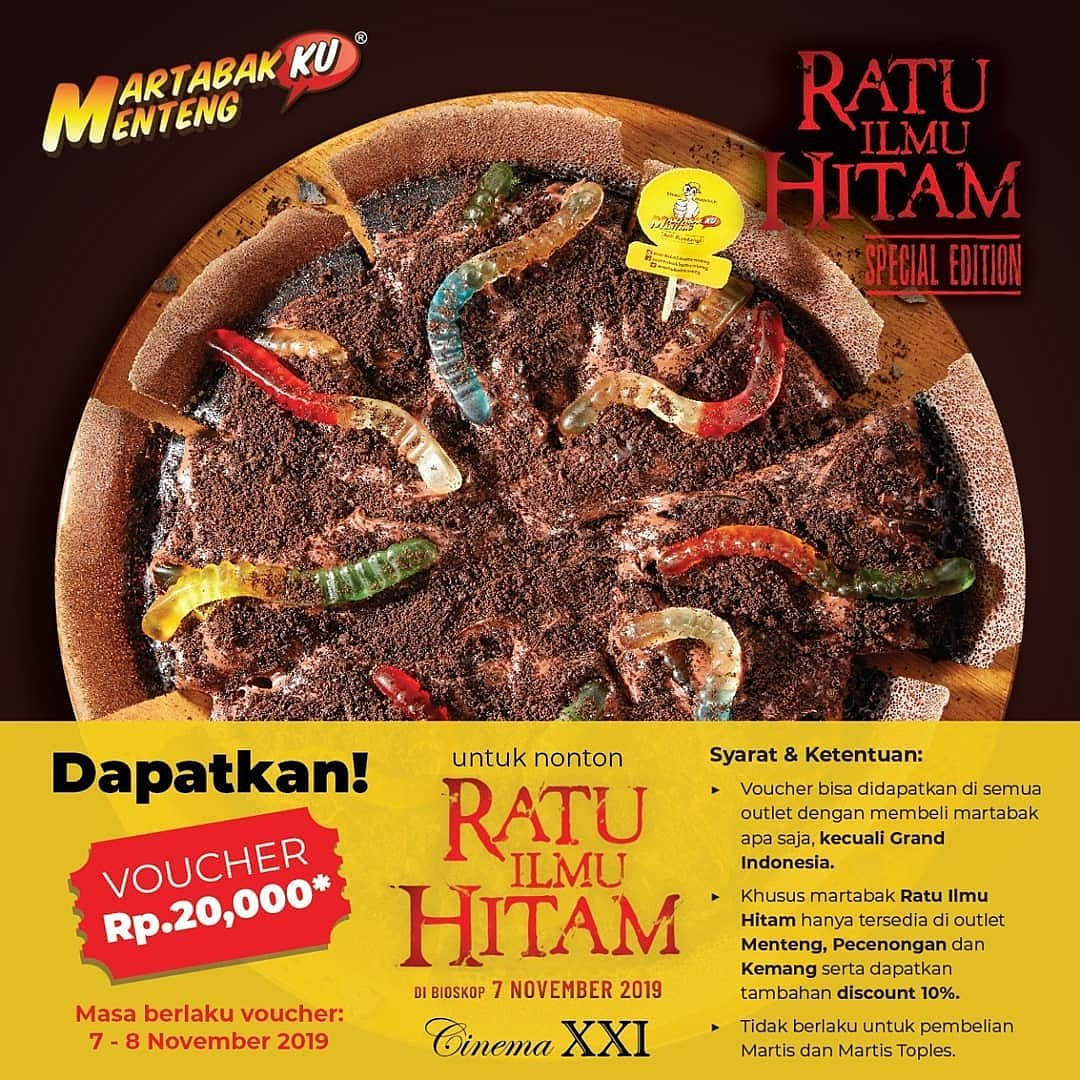 MARTABAKKU®
MENTENG
RATU
ILMU
HITAM
SPECIAL EDITION
MARTABAKKU
MENTENG
Dapatkan!
VOUCHER
Rp.20,000*
Masa berlaku voucher:
7 - 8 November 2019
untuk nonton
RATU
ILMU
HITAM
DI BIOSKOP 7 NOVEMBER 2019
Cinema XXI
Syarat & Ketentuan:
▸ Voucher bisa didapatkan di semua
outlet dengan membeli martabak
apa saja, kecuali Grand
Indonesia.
▸ Khusus martabak Ratu Ilmu
Hitam hanya tersedia di outlet
Menteng, Pecenongan dan
Kemang serta dapatkan
tambahan discount 10%.
▸ Tidak berlaku untuk pembelian
Martis dan Martis Toples.